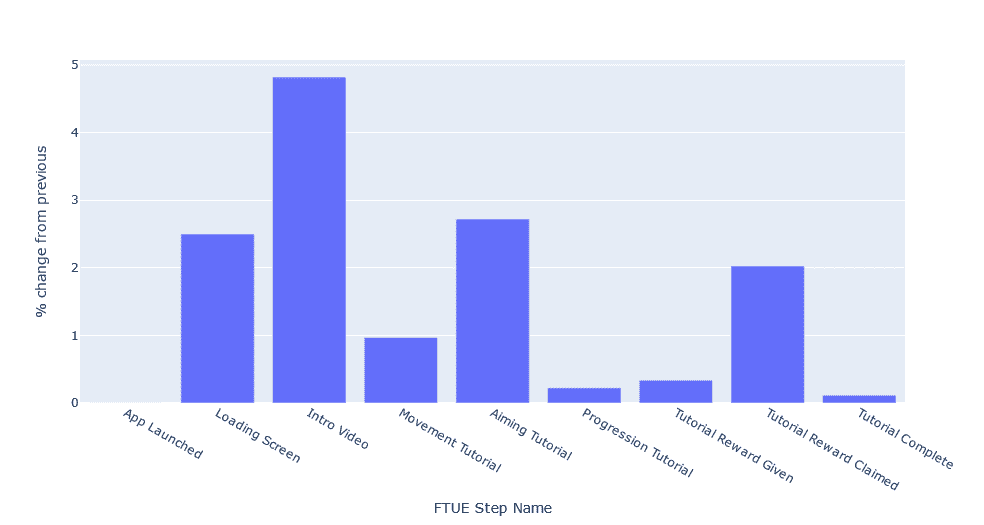 % change from previous
5
4
3
2
1
0
App Launched
Loading Screen
Intro Video
Movement Tutorial
Aiming Tutorial
Progression Tutorial
Tutorial Reward Given
Tutorial Reward Claimed
Tutorial Complete
FTUE Step Name